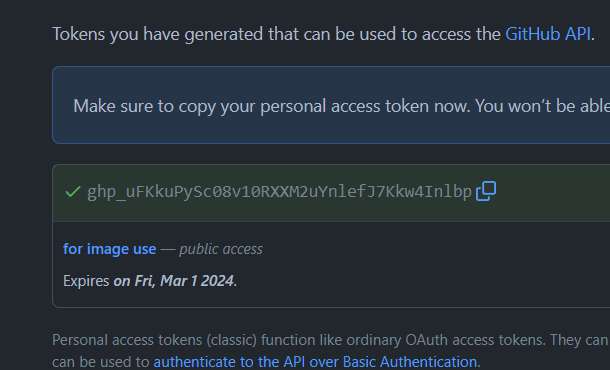 Tokens you have generated that can be used to access the GitHub API.
Make sure to copy your personal access token now. You won't be able
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
for image use — public access
Expires on Fri, Mar 1 2024.
Personal access tokens (classic) function like ordinary OAuth access tokens. They can
can be used to authenticate to the API over Basic Authentication.